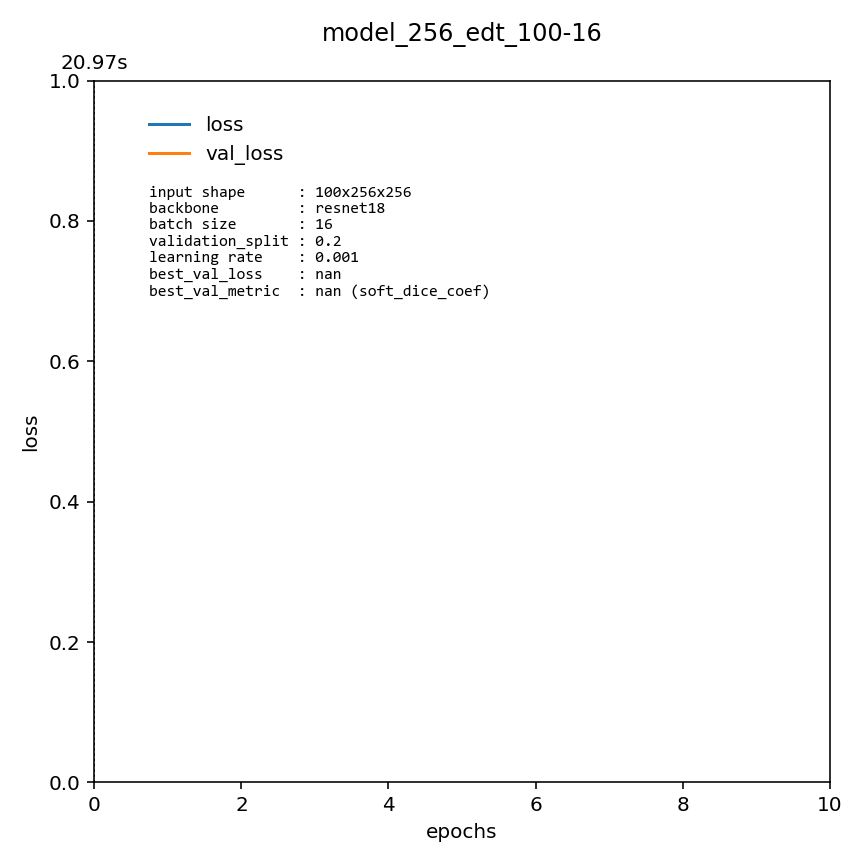 model_256_edt_100-16
20.97s
1.0
loss
val_loss
input shape      : 100x256x256
backbone         : resnet18
batch size       : 16
validation_split : 0.2
learning rate    : 0.001
best_val_loss    : nan
best_val_metric  : nan (soft_dice_coef)
0.8
0.6
loss
0.4
0.2
0.0
0 2 4 6 8 10
epochs